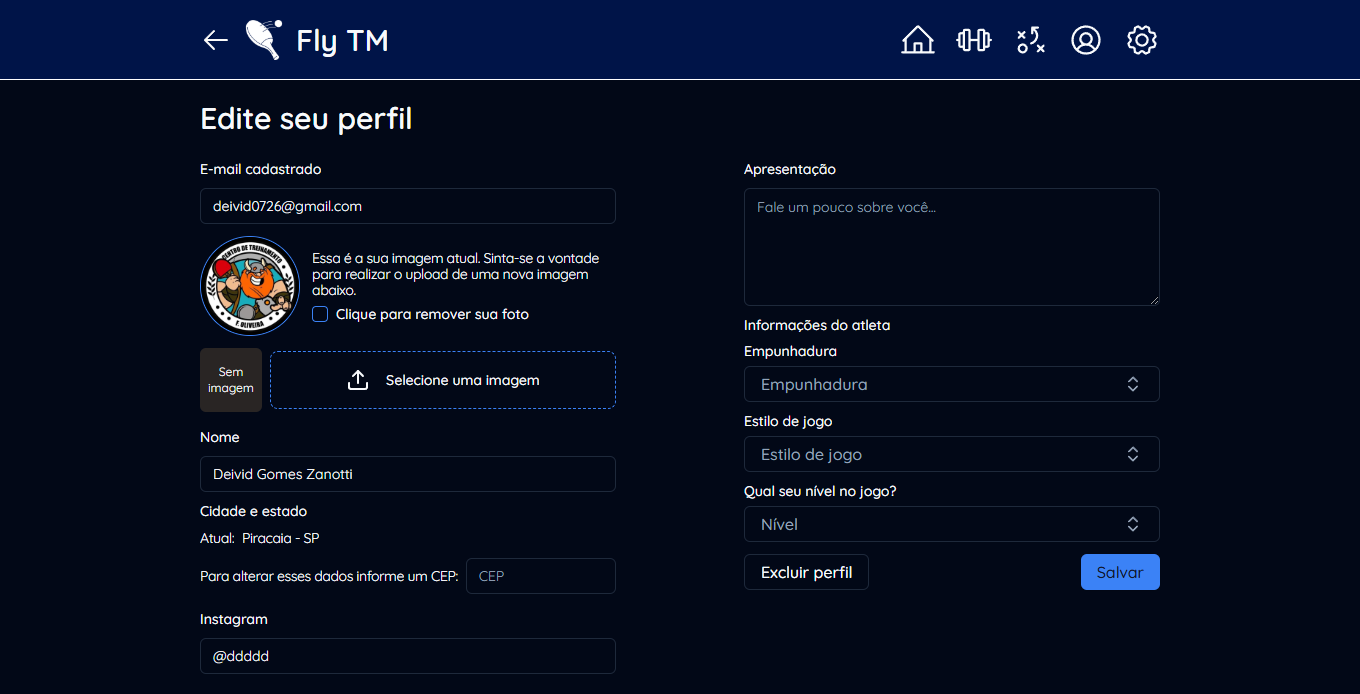 Fly TM
Edite seu perfil
E-mail cadastrado
deivid0726@gmail.com
CENTRO DE TREINAMENTO
T. OLIVEIRA
Essa é a sua imagem atual. Sinta-se a vontade
para realizar o upload de uma nova imagem
abaixo.
Clique para remover sua foto
Sem
imagem
Selecione uma imagem
Nome
Deivid Gomes Zanotti
Cidade e estado
Atual: Piracaia - SP
Para alterar esses dados informe um CEP:
CEP
Instagram
@ddddd
Apresentação
Fale um pouco sobre você...
Informações do atleta
Empunhadura
Empunhadura
Estilo de jogo
Estilo de jogo
Qual seu nível no jogo?
Nível
Excluir perfil
Salvar